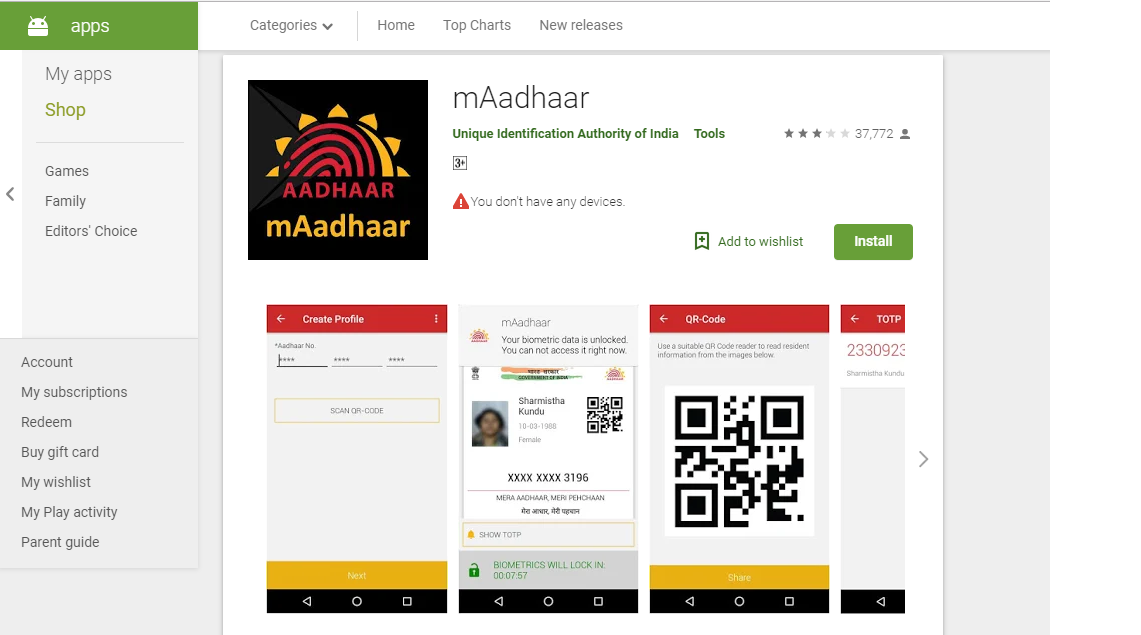 apps
Categories
Home
Top Charts
New releases
My apps
Shop
Games
Family
Editors' Choice
Account
My subscriptions
Redeem
Buy gift card
My wishlist
My Play activity
Parent guide
AADHAAR
mAadhaar
mAadhaar
Unique Identification Authority of India Tools
37,772
3+
You don't have any devices.
Add to wishlist
Install
Create Profile
*Aadhaar No.
**** **** ****
SCAN QR-CODE
Next
mAadhaar
Your biometric data is unlocked.
You can not access it right now.
भारत सरकार
GOVERNMENT OF INDIA
Sharmistha
Kundu
10-03-1988
Female
XXXX XXXX 3196
MERA AADHAAR, MERI PEHCHAAN
मेरा आधार, मेरी पहचान
SHOW TOTP
BIOMETRICS WILL LOCK IN:
00:07:57
QR-Code
Use a suitable QR Code reader to read resident
information from the images below.
Share
TOTP
2330923
Sharmistha Kundu